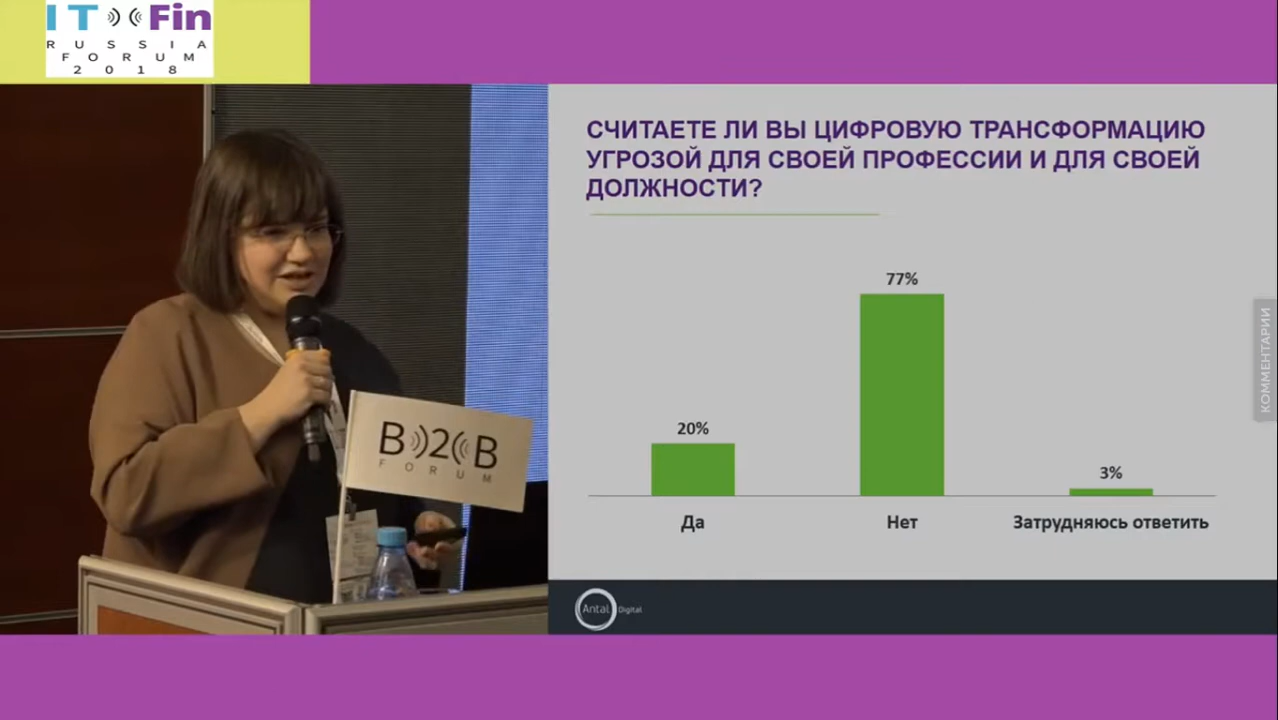 IT Fin
RUSSIA
FORUM
2018
СЧИТАЕТЕ ЛИ ВЫ ЦИФРОВУЮ ТРАНСФОРМАЦИЮ
УГРОЗОЙ ДЛЯ СВОЕЙ ПРОФЕССИИ И ДЛЯ СВОЕЙ
ДОЛЖНОСТИ?
77%
20%
3%
Да
Нет
Затрудняюсь ответить
B2B
FORUM
КОММЕНТАРИИ
Antal Digital